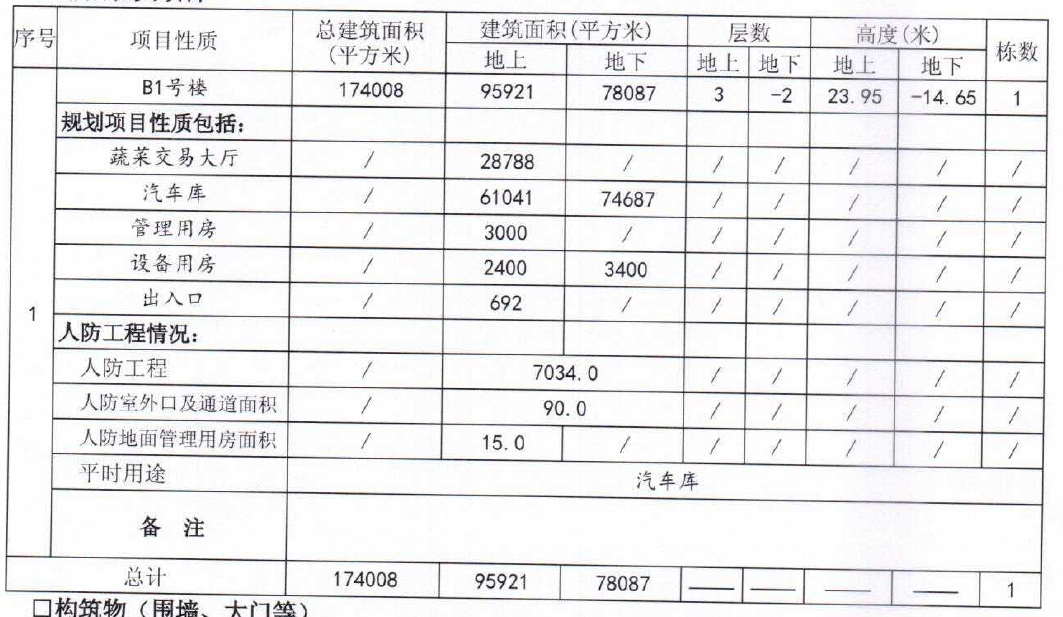 序号 项目性质 总建筑面积(平方米) 建筑面积(平方米) 层数 高度(米) 栋数
地上 地下 地上 地下 地上 地下
1 B1号楼 174008 95921 78087 3 -2 23.95 -14.65 1
规划项目性质包括:
蔬菜交易大厅 / 28788 / / / / / /
汽车库 / 61041 74687 / / / / /
管理用房 / 3000 / / / / / /
设备用房 / 2400 3400 / / / / /
出入口 / 692 / / / / / /
人防工程情况:
人防工程 / 7034.0 / / / / /
人防室外口及通道面积 / 90.0 / / / / /
人防地面管理用房面积 / 15.0 / / / / / /
平时用途 汽车库
备 注
总计 174008 95921 78087 —— —— —— —— 1
□构筑物(围墙、大门等)